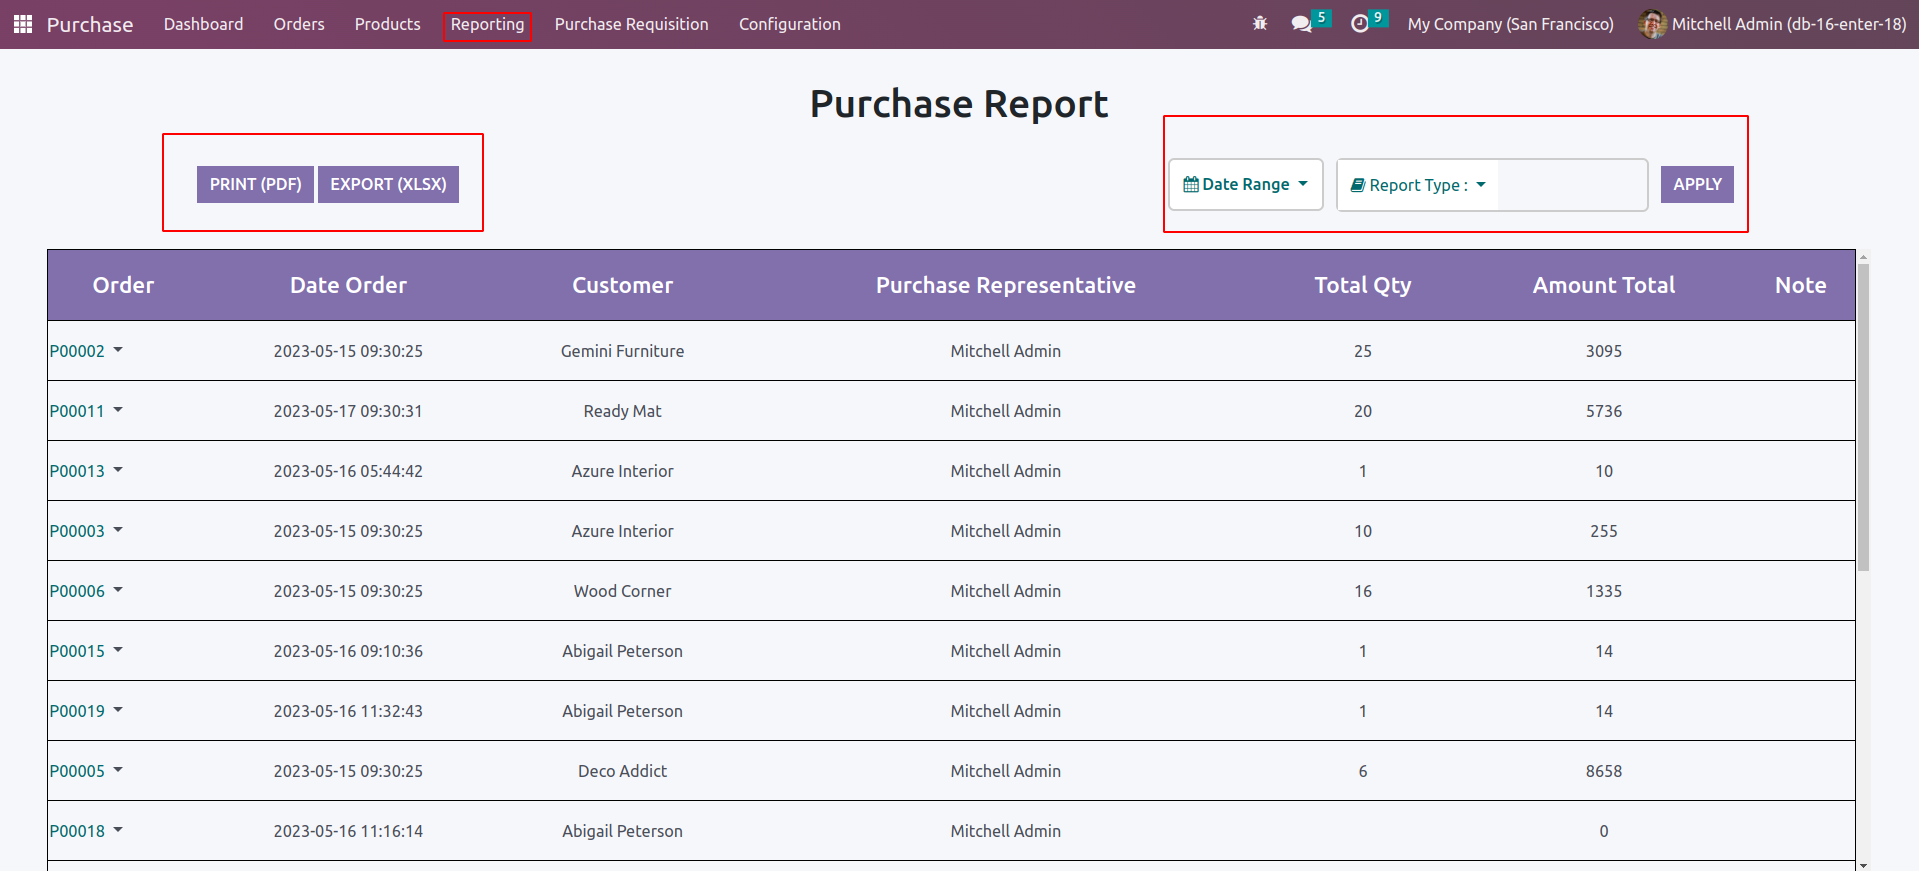 Purchase Dashboard Orders Products Reporting Purchase Requisition Configuration 5 9 My Company (San Francisco) Mitchell Admin (db-16-enter-18)
Purchase Report
PRINT (PDF) EXPORT (XLSX) Date Range Report Type : APPLY
Order Date Order Customer Purchase Representative Total Qty Amount Total Note
P00002 2023-05-15 09:30:25 Gemini Furniture Mitchell Admin 25 3095
P00011 2023-05-17 09:30:31 Ready Mat Mitchell Admin 20 5736
P00013 2023-05-16 05:44:42 Azure Interior Mitchell Admin 1 10
P00003 2023-05-15 09:30:25 Azure Interior Mitchell Admin 10 255
P00006 2023-05-15 09:30:25 Wood Corner Mitchell Admin 16 1335
P00015 2023-05-16 09:10:36 Abigail Peterson Mitchell Admin 1 14
P00019 2023-05-16 11:32:43 Abigail Peterson Mitchell Admin 1 14
P00005 2023-05-15 09:30:25 Deco Addict Mitchell Admin 6 8658
P00018 2023-05-16 11:16:14 Abigail Peterson Mitchell Admin 0